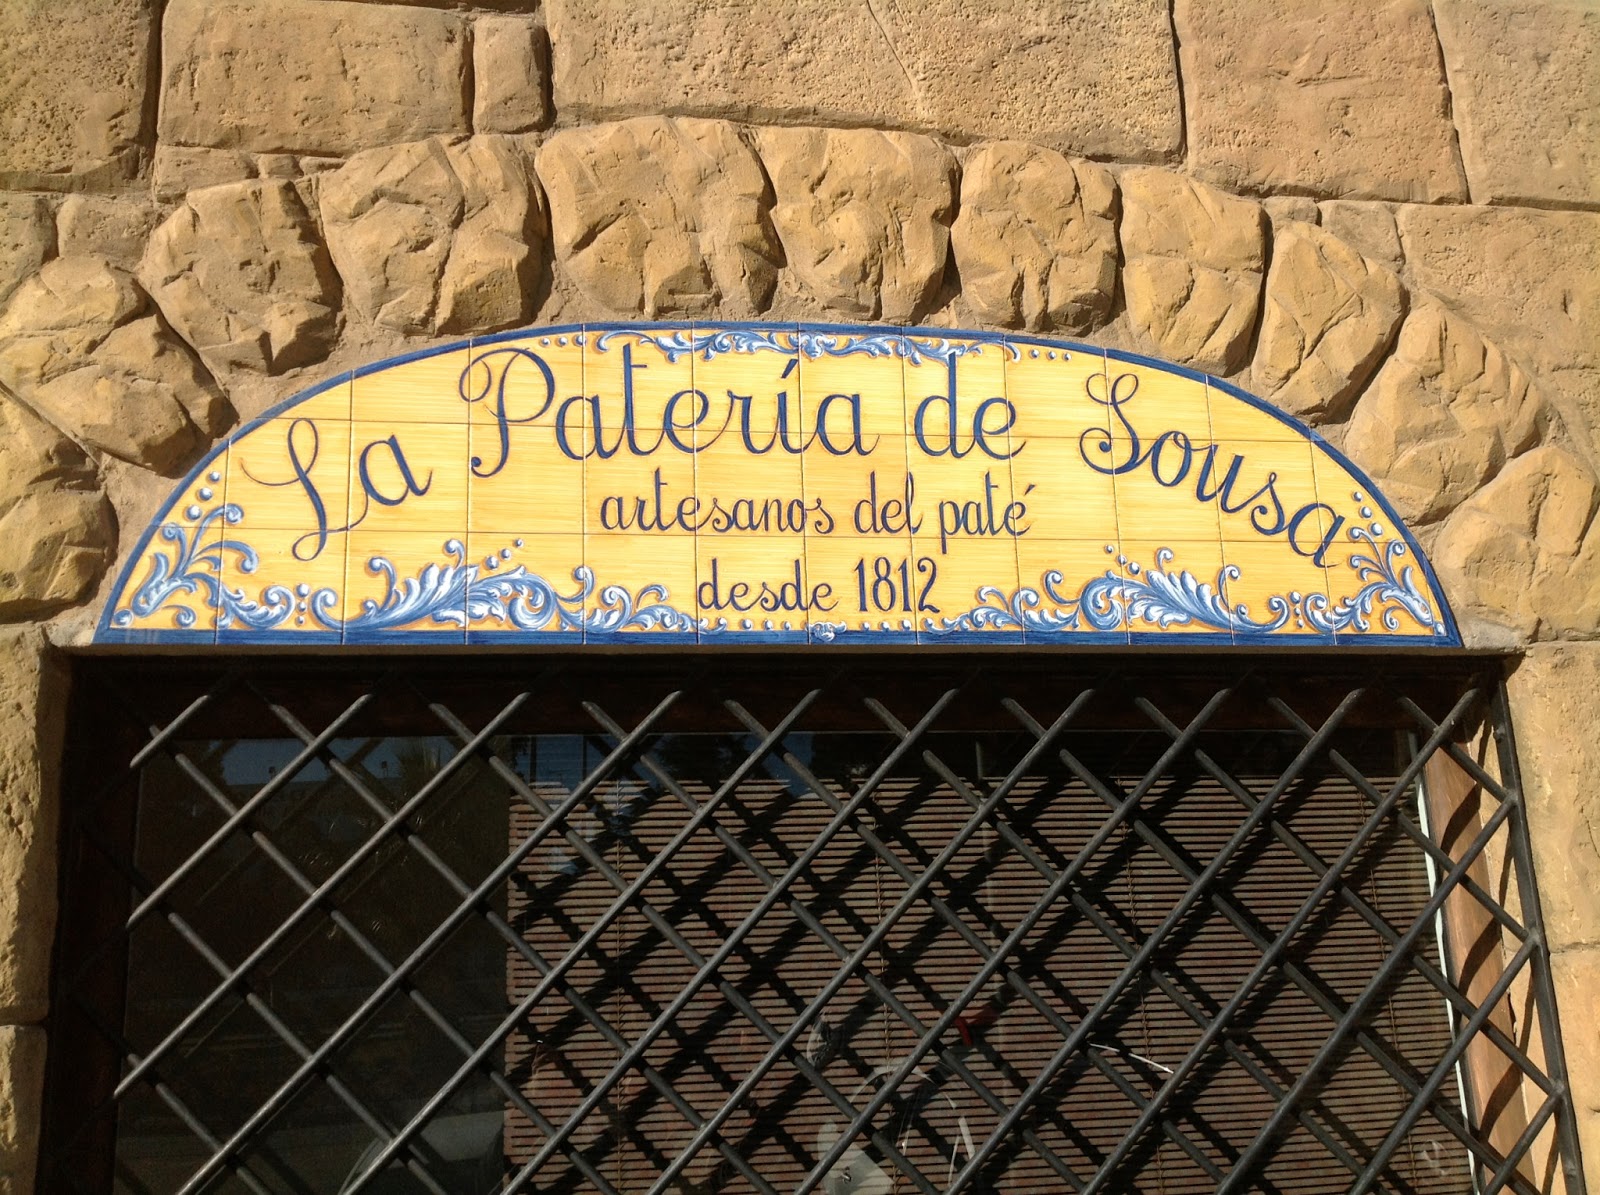 La Patería de Sousa
artesanos del paté
desde 1812